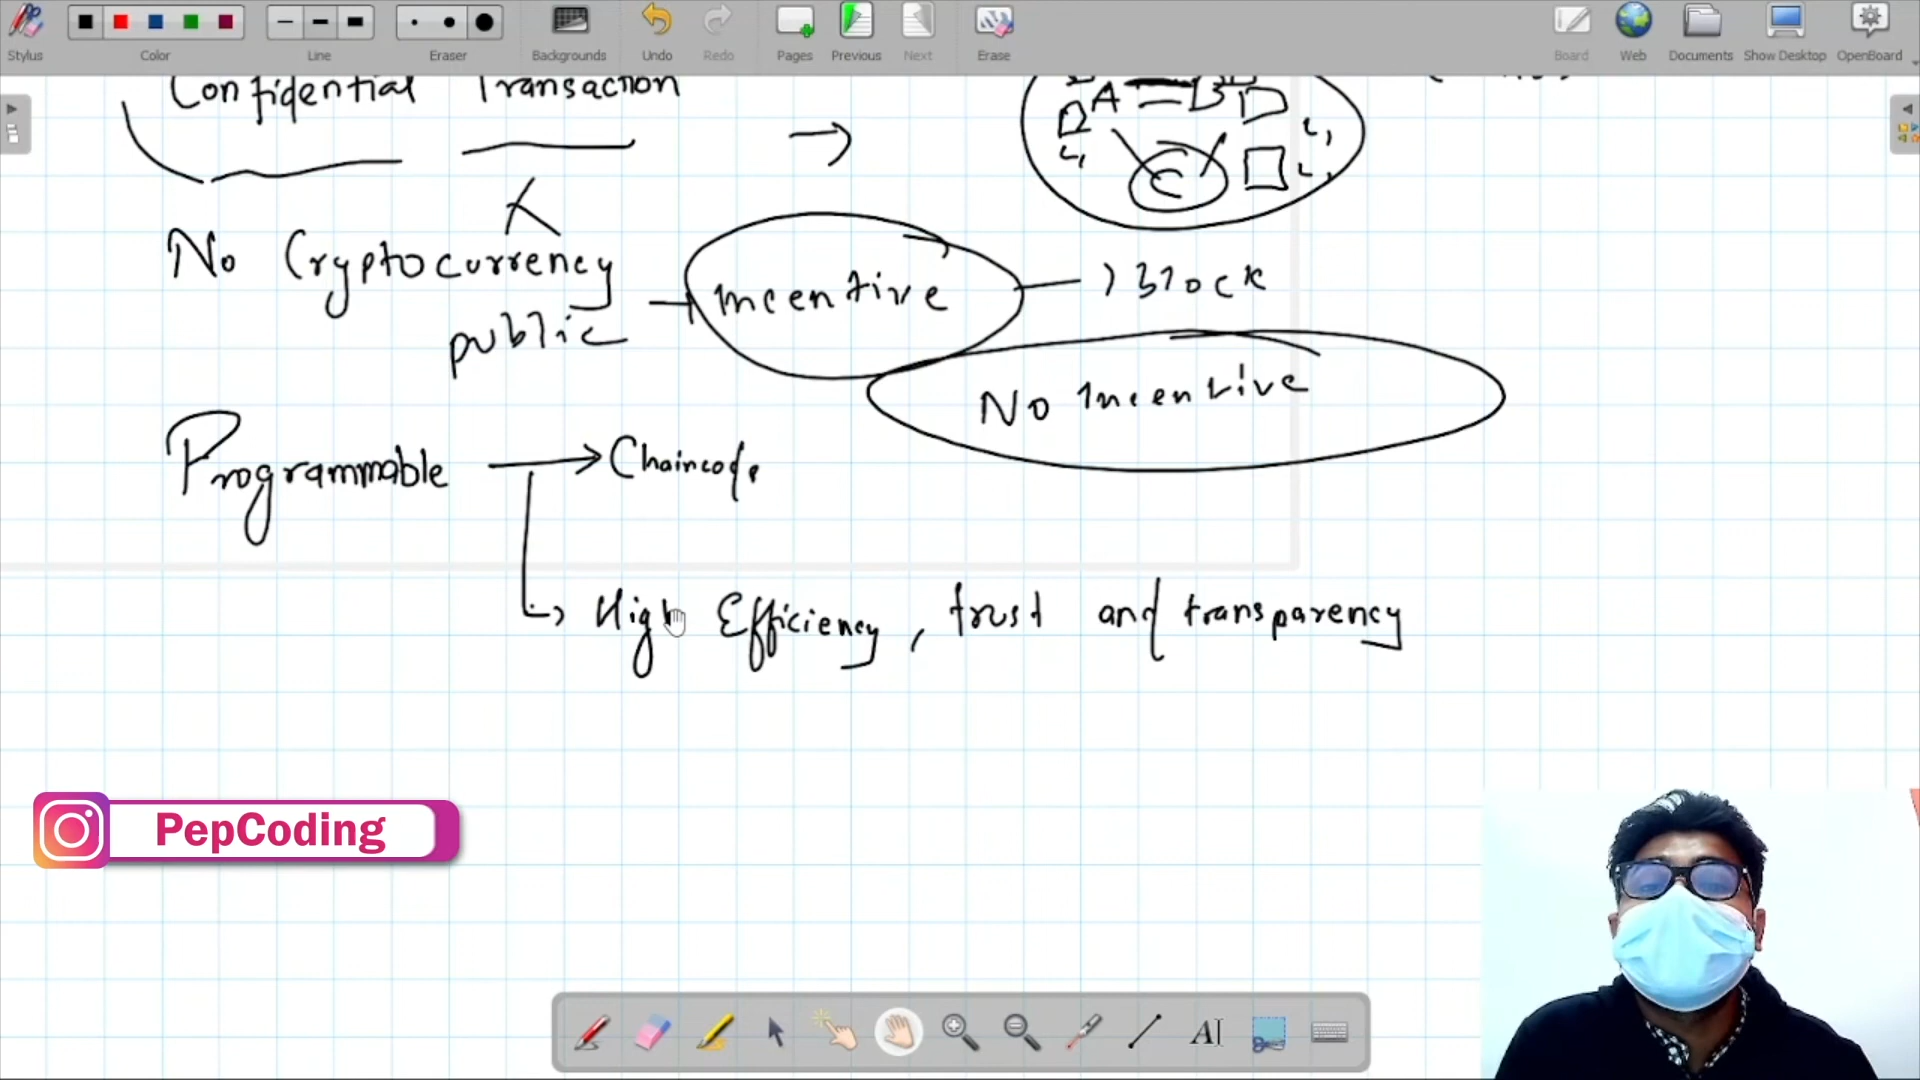 Stylus Color Line Eraser Backgrounds Undo Redo Pages Previous Next Erase Board Web Documents Show Desktop OpenBoard
Confidential Transaction
A B
C
No Cryptocurrency
public
Incentive
Block
No Incentive
Programmable
Chaincode
High Efficiency, trust and transparency
PepCoding
AI